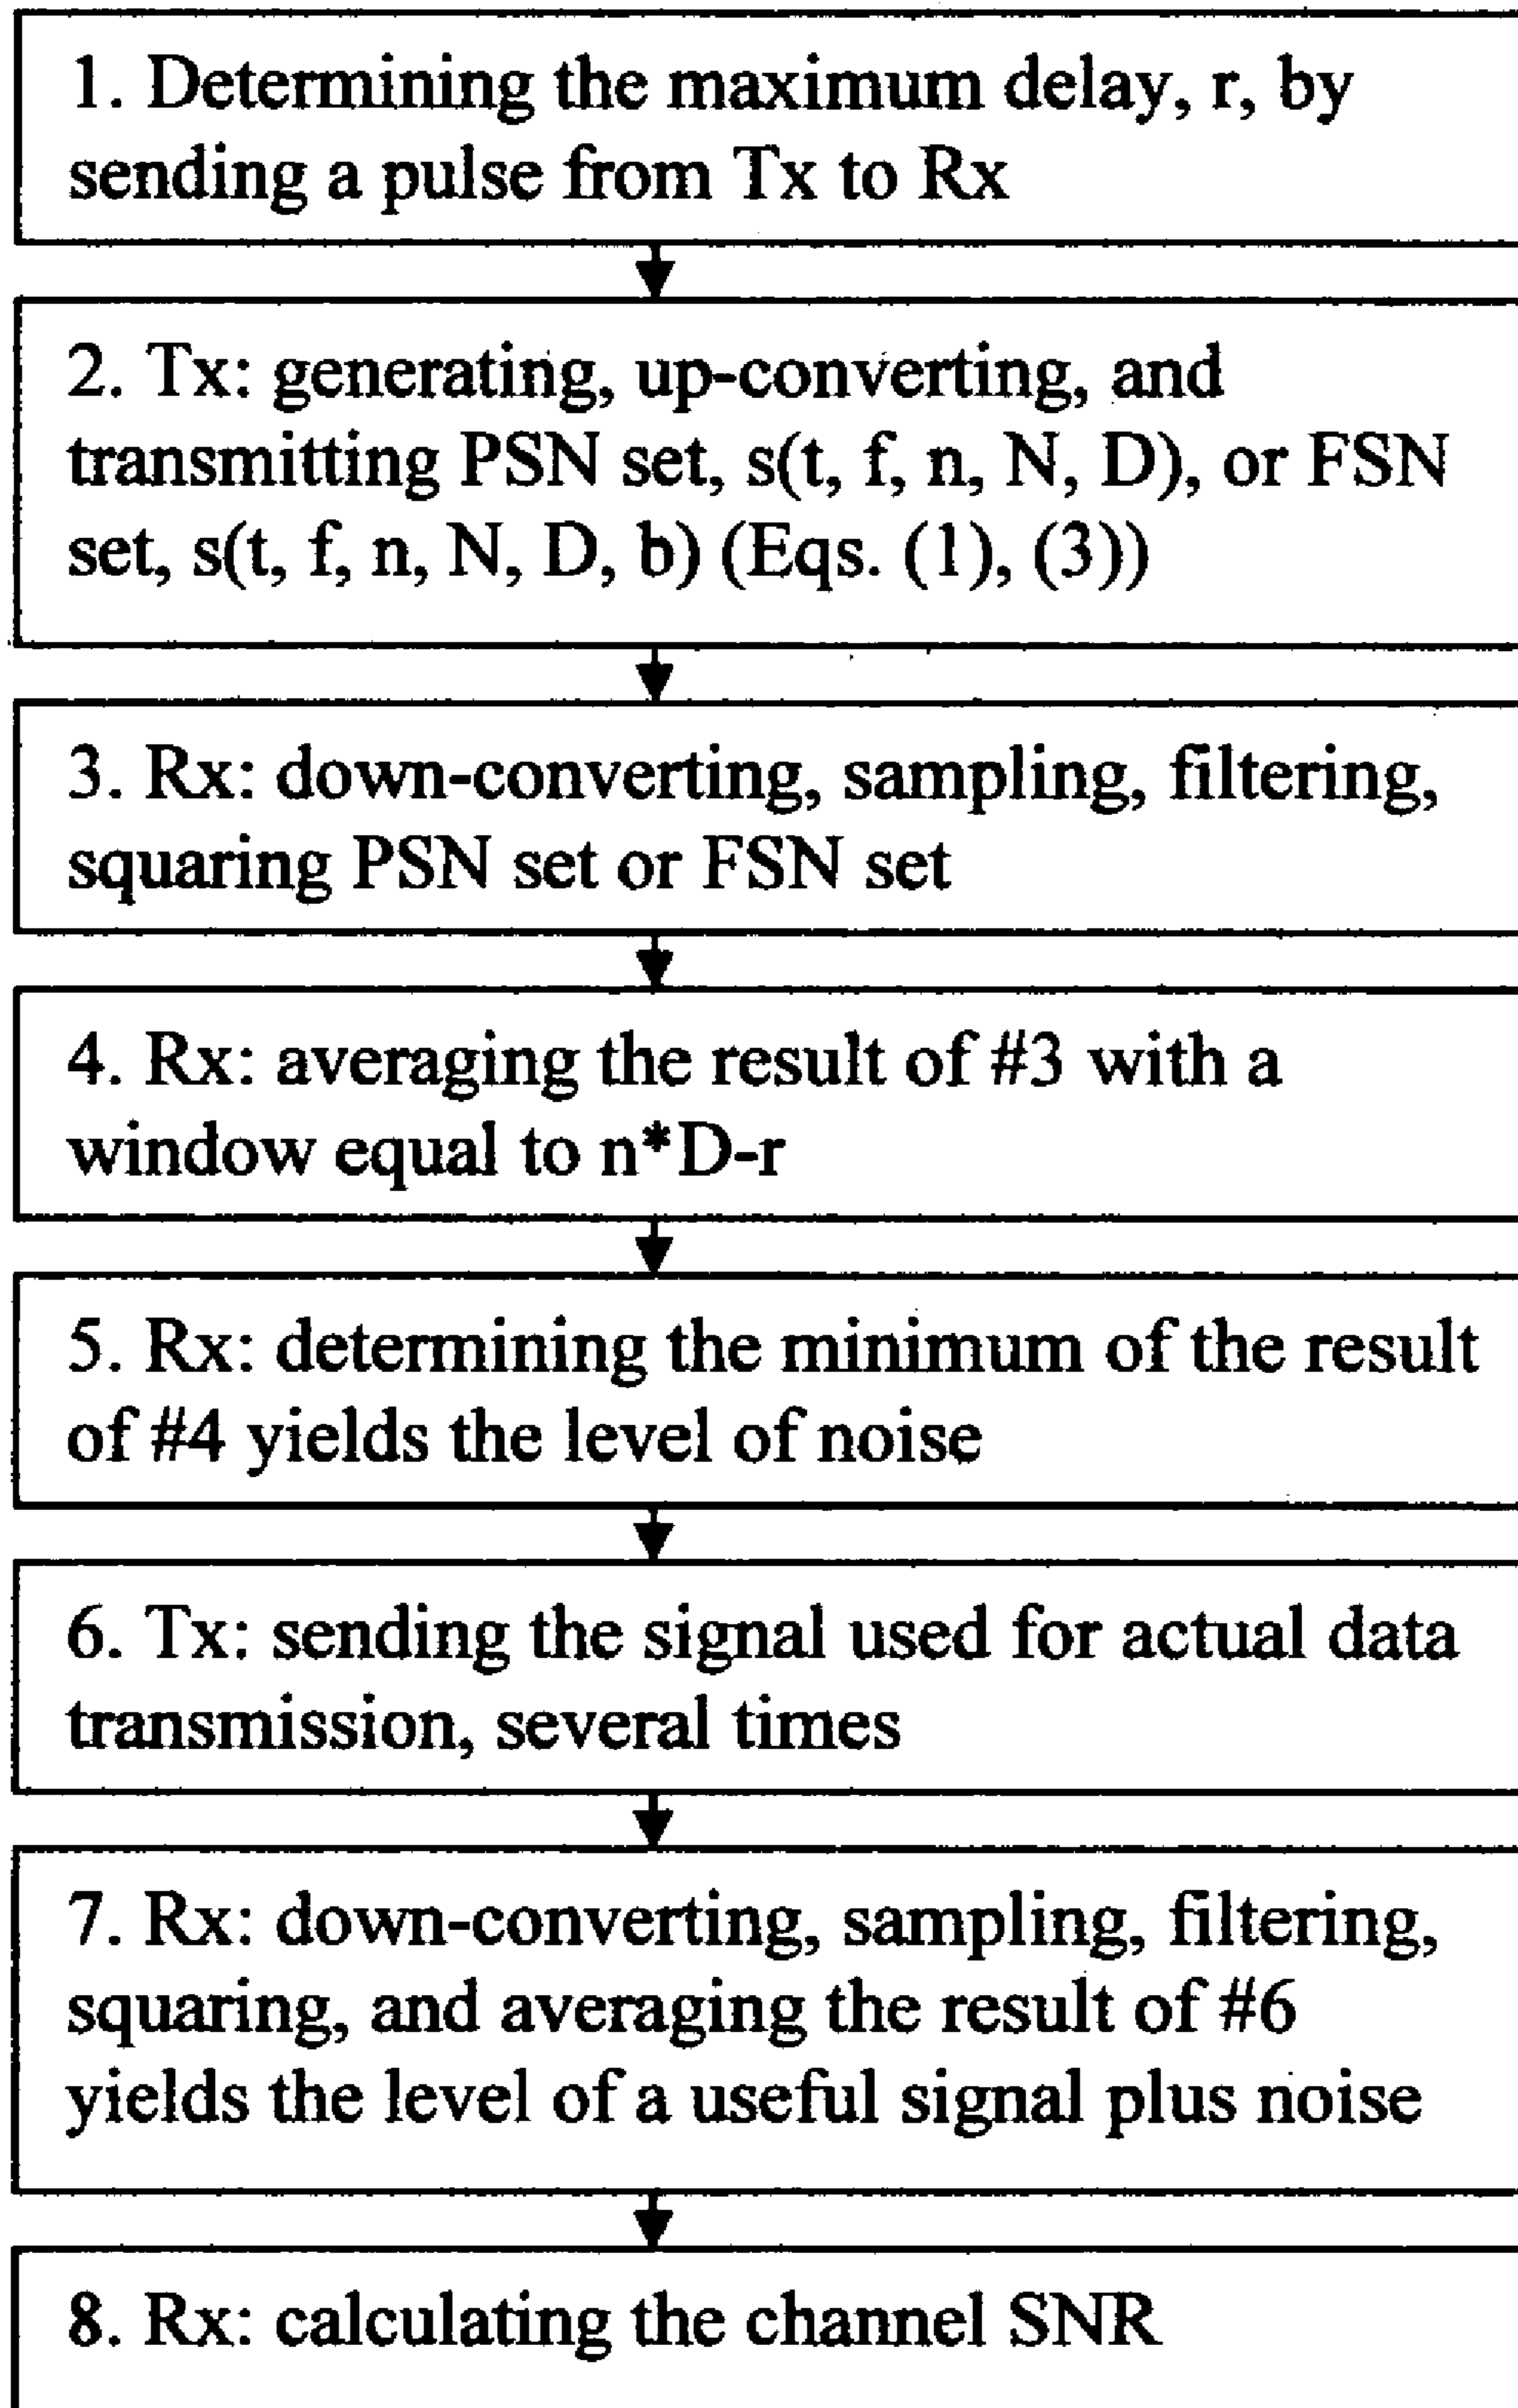 1. Determining the maximum delay, r, by
sending a pulse from Tx to Rx
2. Tx: generating, up-converting, and
transmitting PSN set, s(t, f, n, N, D), or FSN
set, s(t, f, n, N, D, b) (Eqs. (1), (3))
3. Rx: down-converting, sampling, filtering,
squaring PSN set or FSN set
4. Rx: averaging the result of #3 with a
window equal to n*D-r
5. Rx: determining the minimum of the result
of #4 yields the level of noise
6. Tx: sending the signal used for actual data
transmission, several times
7. Rx: down-converting, sampling, filtering,
squaring, and averaging the result of #6
yields the level of a useful signal plus noise
8. Rx: calculating the channel SNR